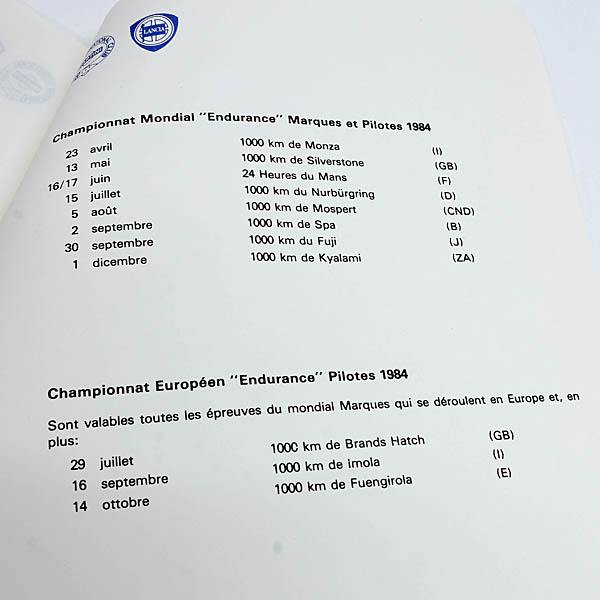 LANCIA
Championnat Mondial "Endurance" Marques et Pilotes 1984
23 avril 1000 km de Monza (I)
13 mai 1000 km de Silverstone (GB)
16/17 juin 24 Heures du Mans (F)
15 juillet 1000 km du Nurbürgring (D)
5 août 1000 km de Mospert (CND)
2 septembre 1000 km de Spa (B)
30 septembre 1000 km du Fuji (J)
1 dicembre 1000 km de Kyalami (ZA)
Championnat Européen "Endurance" Pilotes 1984
Sont valables toutes les épreuves du mondial Marques qui se déroulent en Europe et, en
plus:
29 juillet 1000 km de Brands Hatch (GB)
16 septembre 1000 km de Imola (I)
14 ottobre 1000 km de Fuengirola (E)